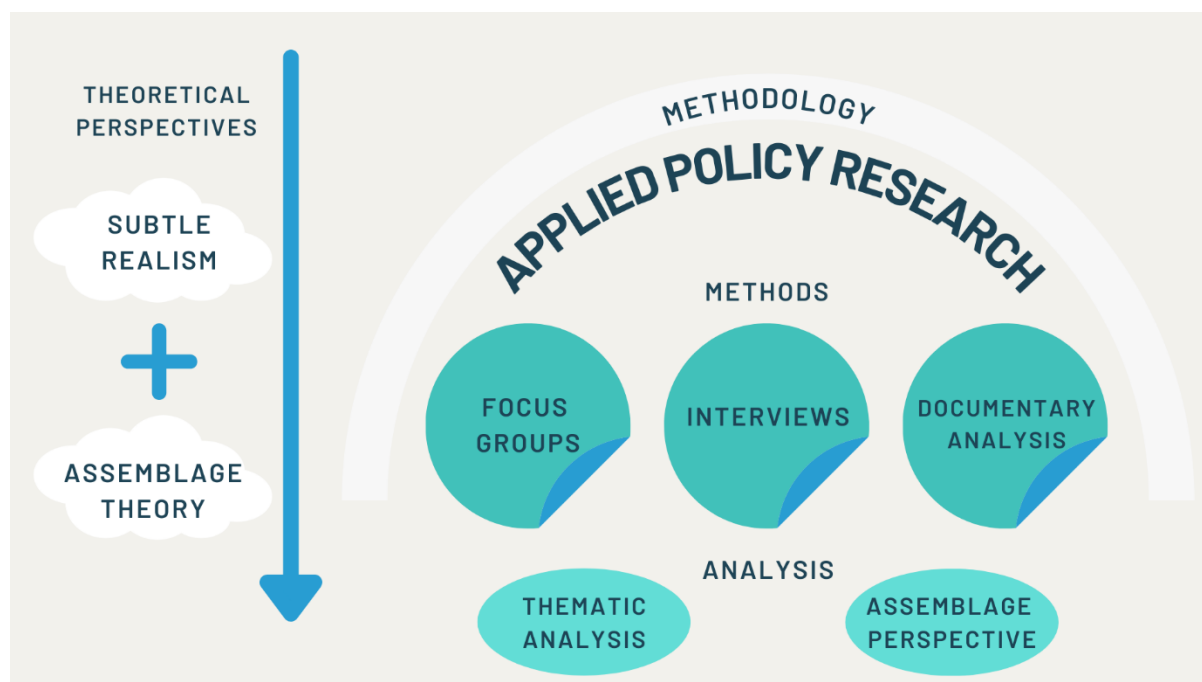 THEORETICAL
PERSPECTIVES
SUBTLE
REALISM
ASSEMBLAGE
THEORY
METHODOLOGY
APPLIED POLICY RESEARCH
METHODS
FOCUS
GROUPS
INTERVIEWS
DOCUMENTARY
ANALYSIS
ANALYSIS
THEMATIC
ANALYSIS
ASSEMBLAGE
PERSPECTIVE